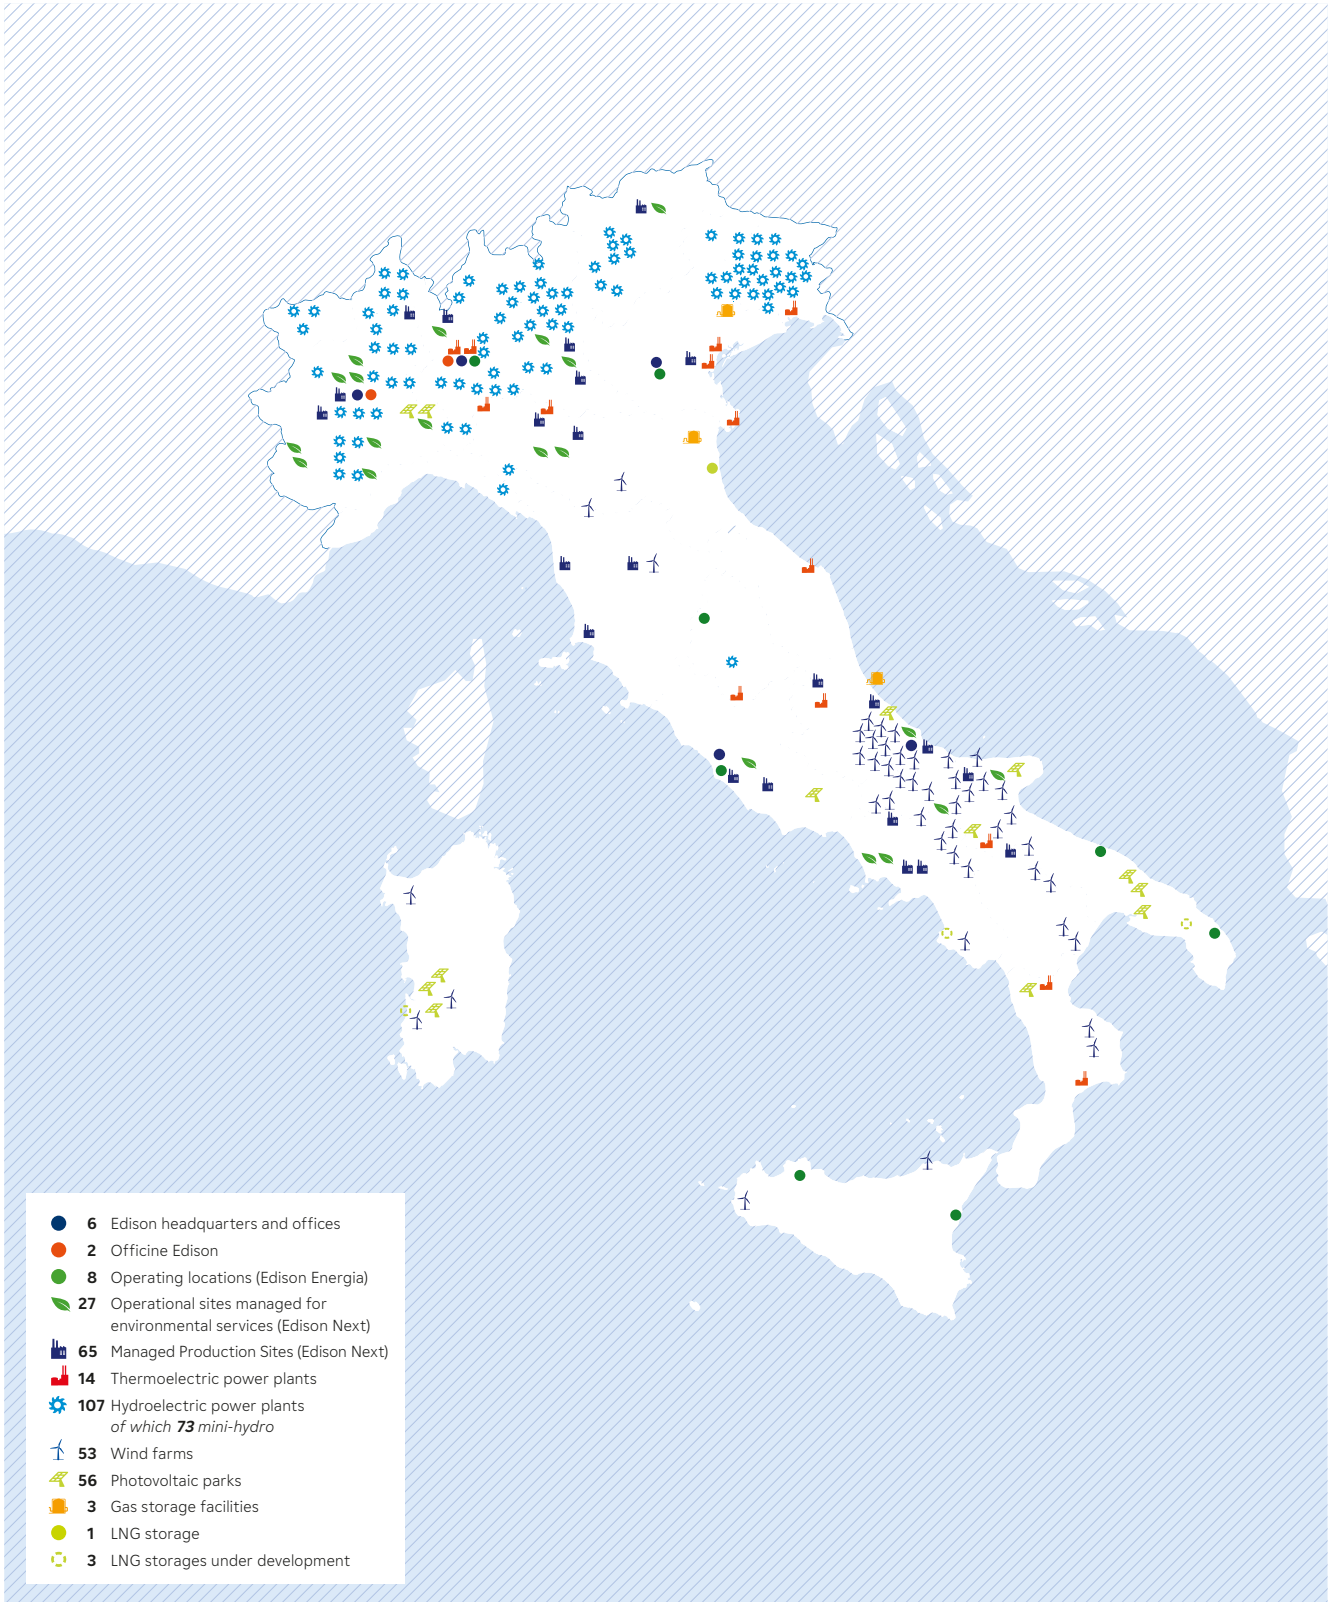 6 Edison headquarters and offices
2 Officine Edison
8 Operating locations (Edison Energia)
27 Operational sites managed for
environmental services (Edison Next)
65 Managed Production Sites (Edison Next)
14 Thermoelectric power plants
107 Hydroelectric power plants
of which 73 mini-hydro
53 Wind farms
56 Photovoltaic parks
3 Gas storage facilities
1 LNG storage
3 LNG storages under development